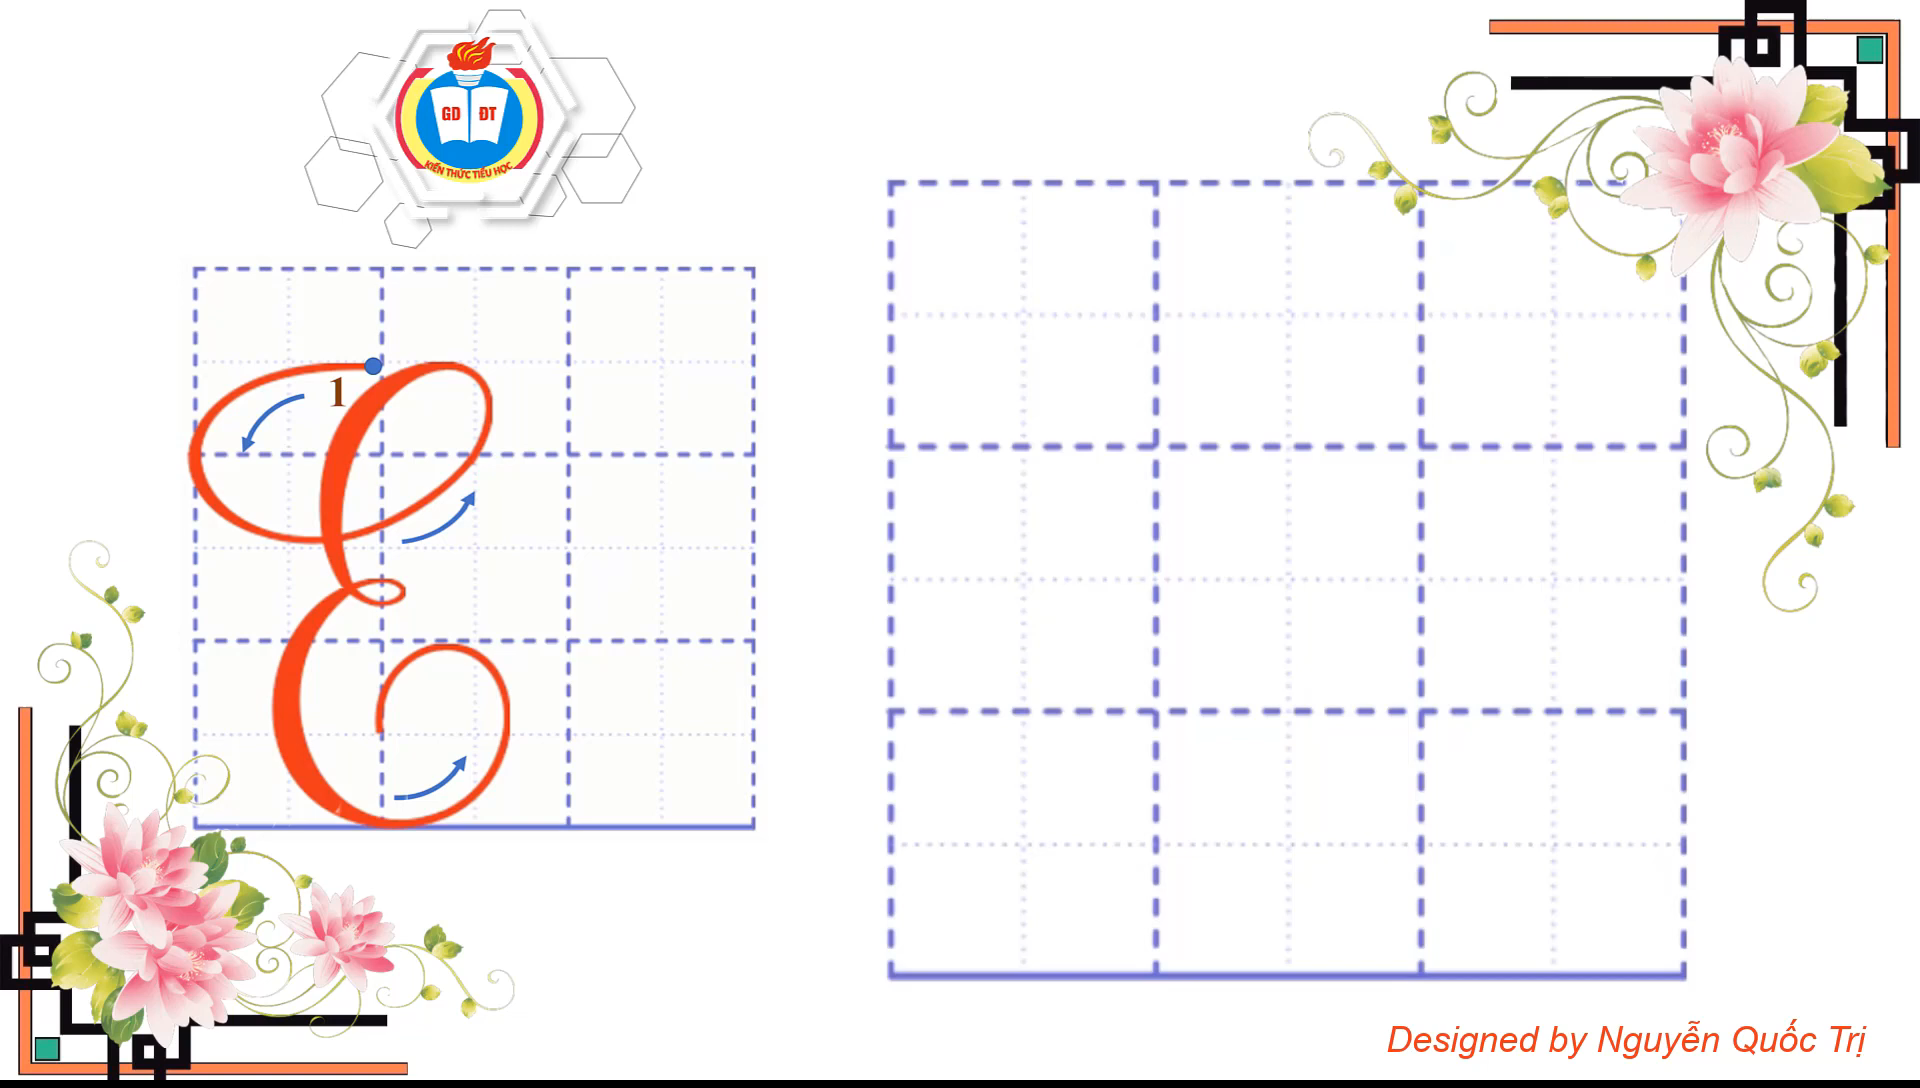 GD ĐT
KIẾN THỨC TIỂU HỌC
1
E
Designed by Nguyễn Quốc Trị